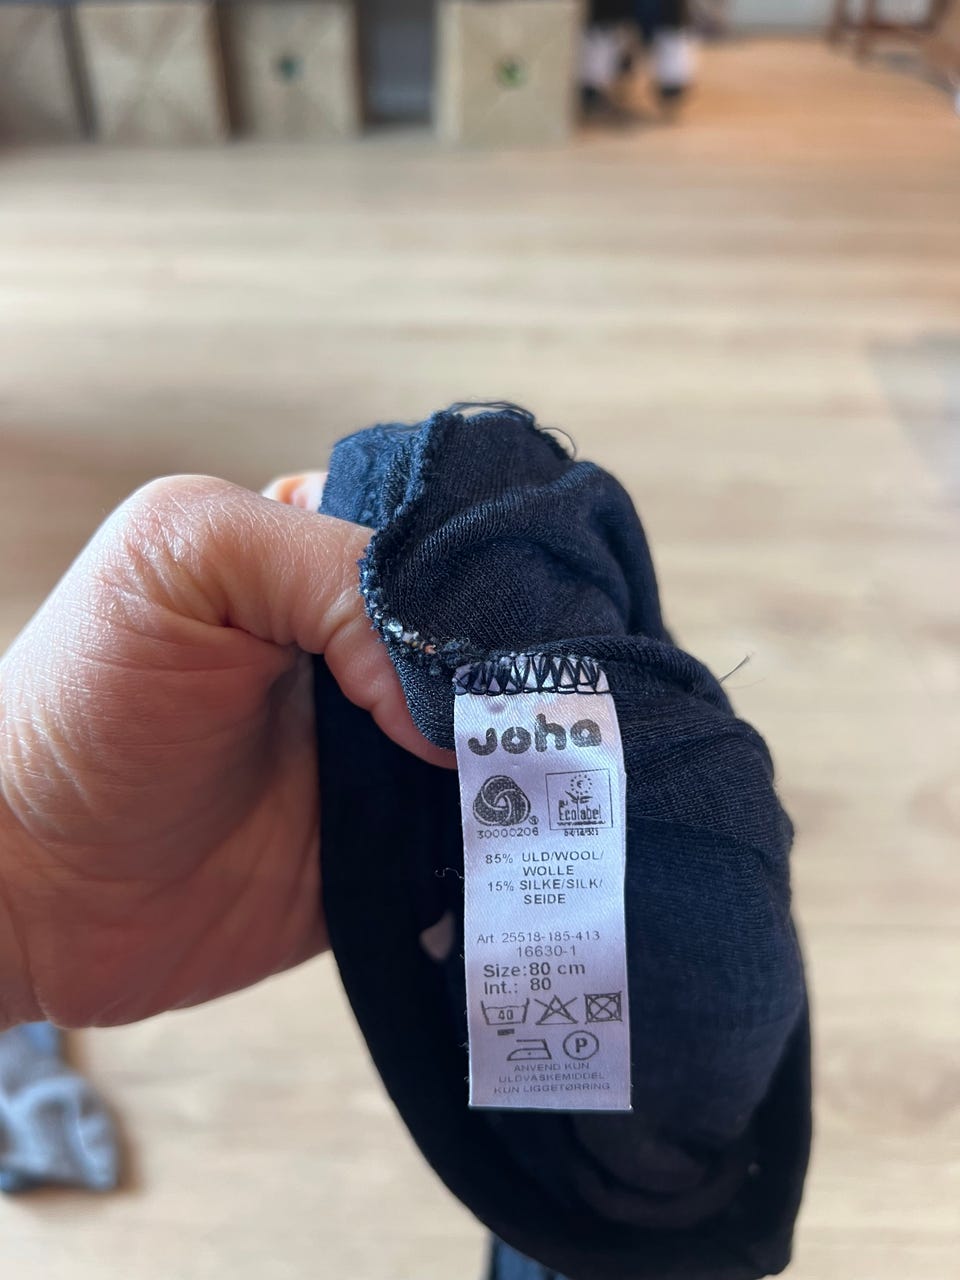 joha
30000206
Ecolabel
85% ULD/WOOL/
WOLLE
15% SILKE/SILK/
SEIDE
Art. 25518-185-413
16630-1
Size:80 cm
Int.: 80
40
P
ANVEND KUN
ULDVASKEMIDDEL
KUN LIGGETØRRING